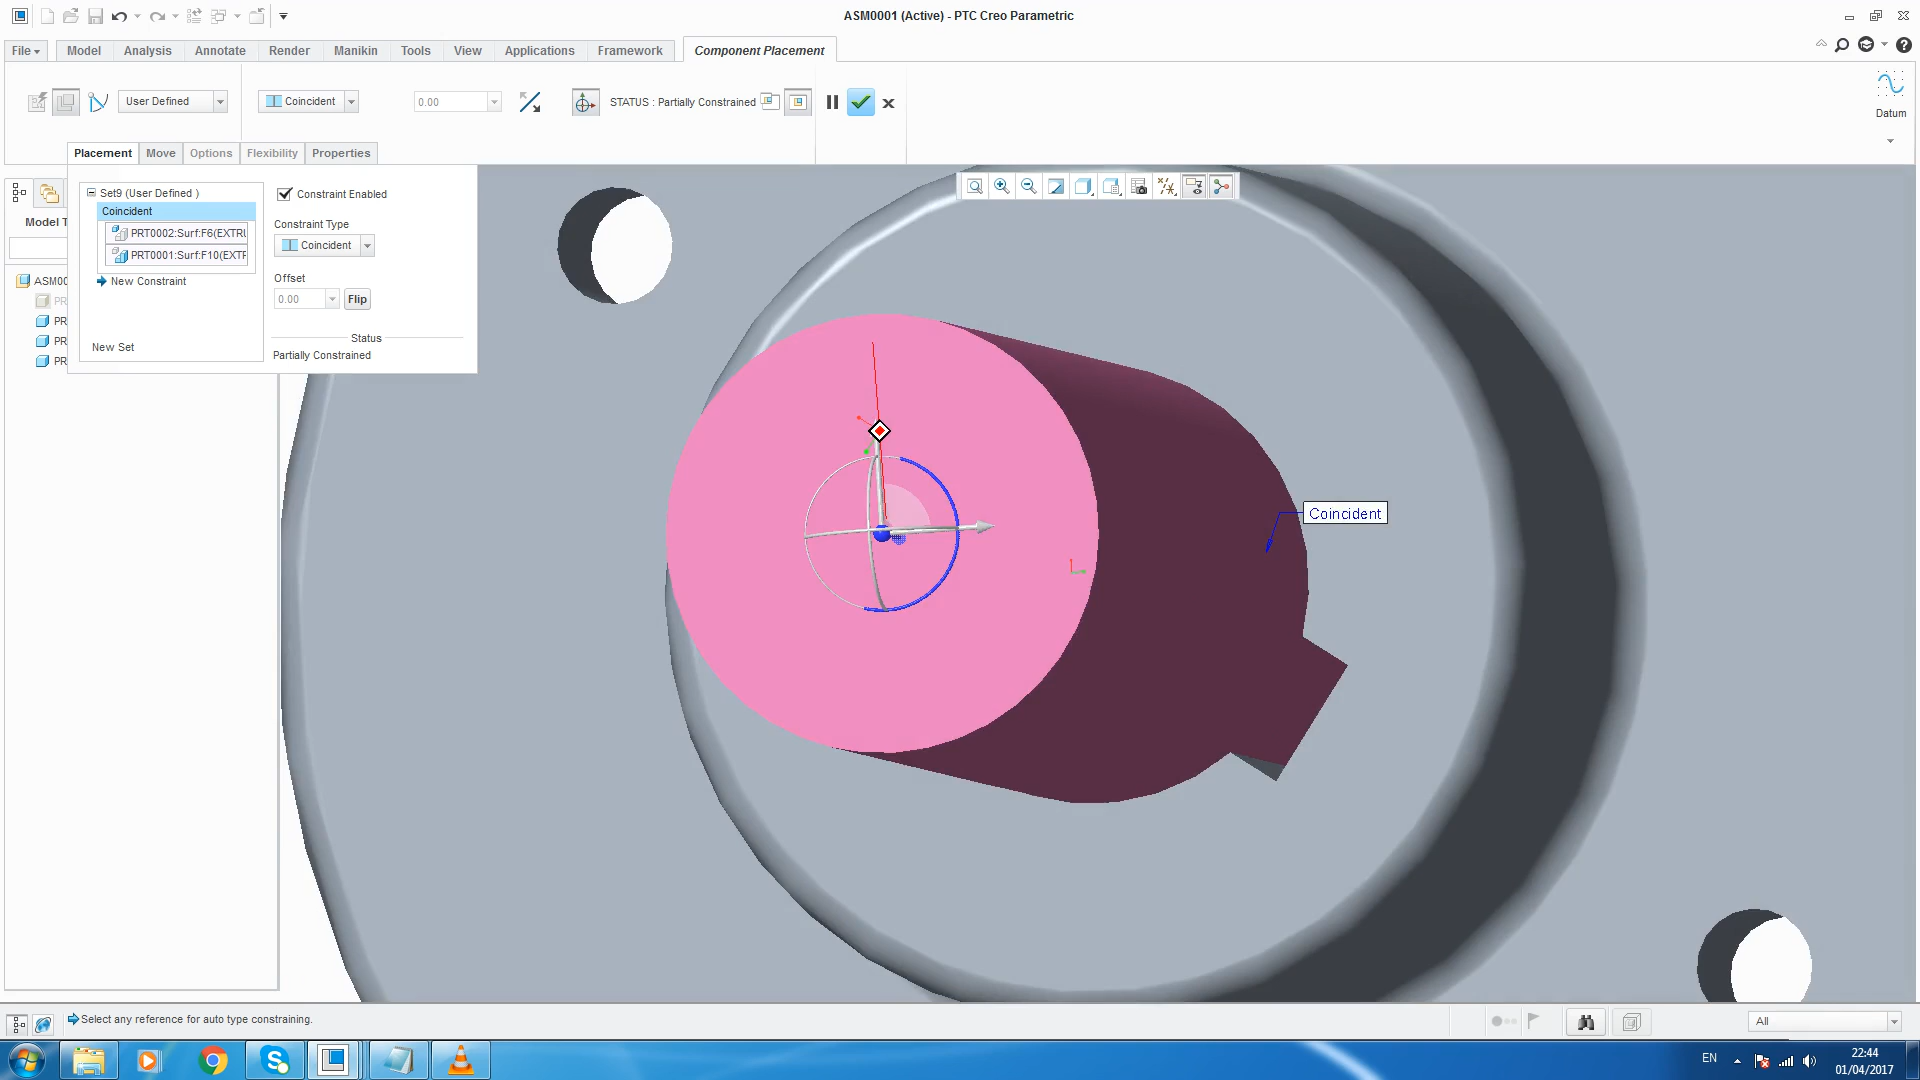 ASM0001 (Active) - PTC Creo Parametric
File Model Analysis Annotate Render Manikin Tools View Applications Framework Component Placement
User Defined Coincident 0.00 STATUS : Partially Constrained
Datum
Placement Move Options Flexibility Properties
Set9 (User Defined )
Coincident
PRT0002:Surf:F6(EXTRU
PRT0001:Surf:F10(EXTR
New Constraint
New Set
Constraint Enabled
Constraint Type
Coincident
Offset
0.00 Flip
Status
Partially Constrained
Model T
ASM00
PR
PR
PR
PR
Coincident
Select any reference for auto type constraining.
All
EN
22:44
01/04/2017